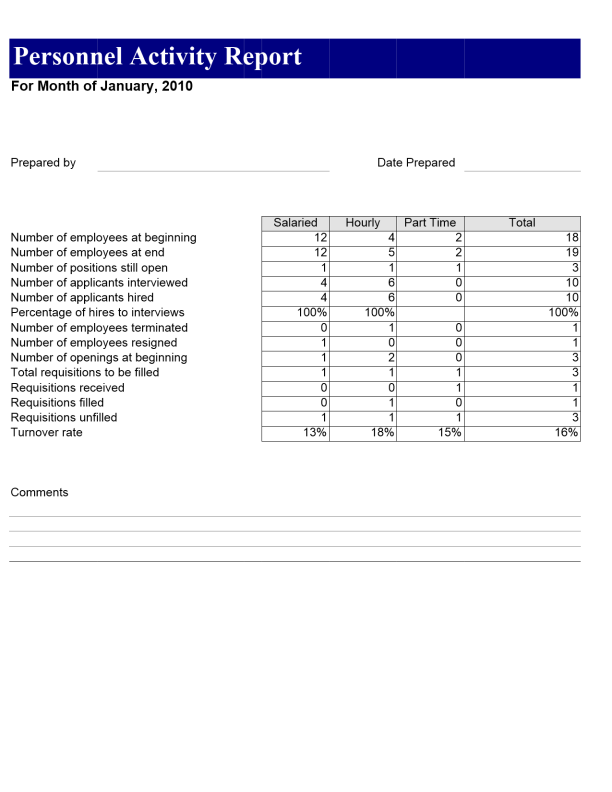 Personnel Activity Report
For Month of January, 2010
Prepared by Date Prepared
Salaried Hourly Part Time Total
Number of employees at beginning 12 4 2 18
Number of employees at end 12 5 2 19
Number of positions still open 1 1 1 3
Number of applicants interviewed 4 6 0 10
Number of applicants hired 4 6 0 10
Percentage of hires to interviews 100% 100% 100%
Number of employees terminated 0 1 0 1
Number of employees resigned 1 0 0 1
Number of openings at beginning 1 2 0 3
Total requisitions to be filled 1 1 1 3
Requisitions received 0 0 1 1
Requisitions filled 0 1 0 1
Requisitions unfilled 1 1 1 3
Turnover rate 13% 18% 15% 16%
Comments